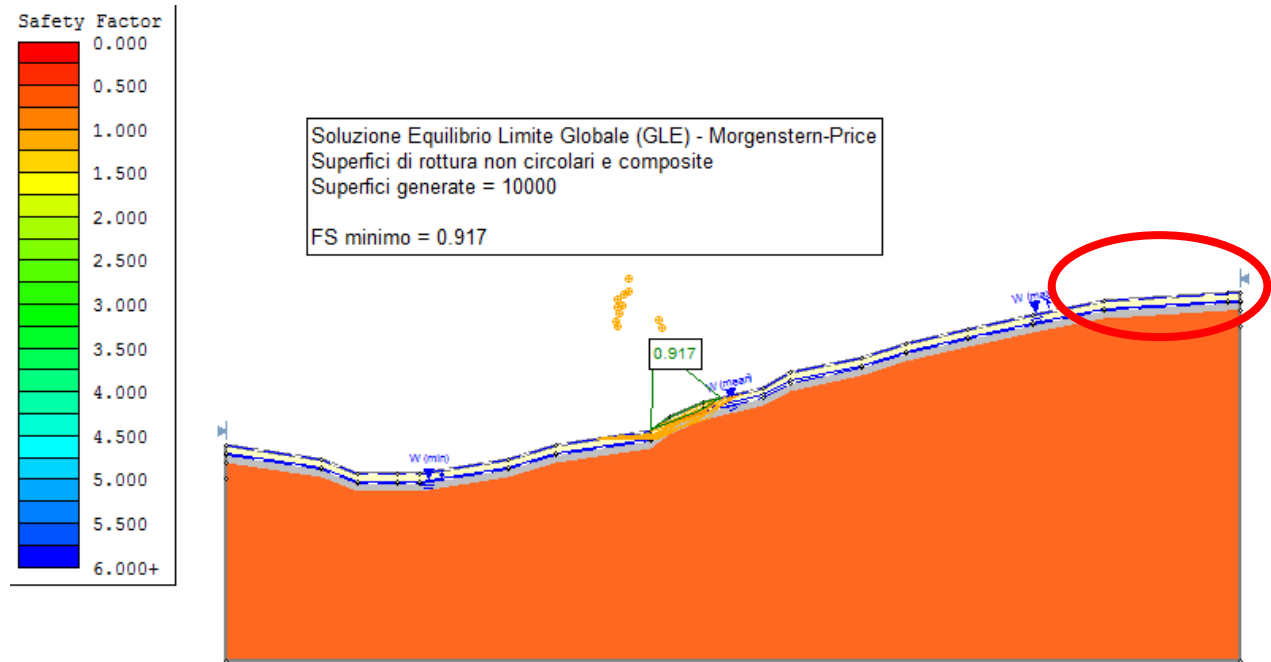 Safety Factor
0.000
0.500
1.000
1.500
2.000
2.500
3.000
3.500
4.000
4.500
5.000
5.500
6.000+
Soluzione Equilibrio Limite Globale (GLE) - Morgenstern-Price
Superfici di rottura non circolari e composite
Superfici generate = 10000
FS minimo = 0.917
W (max)
0.917
W (mean)
W (min)